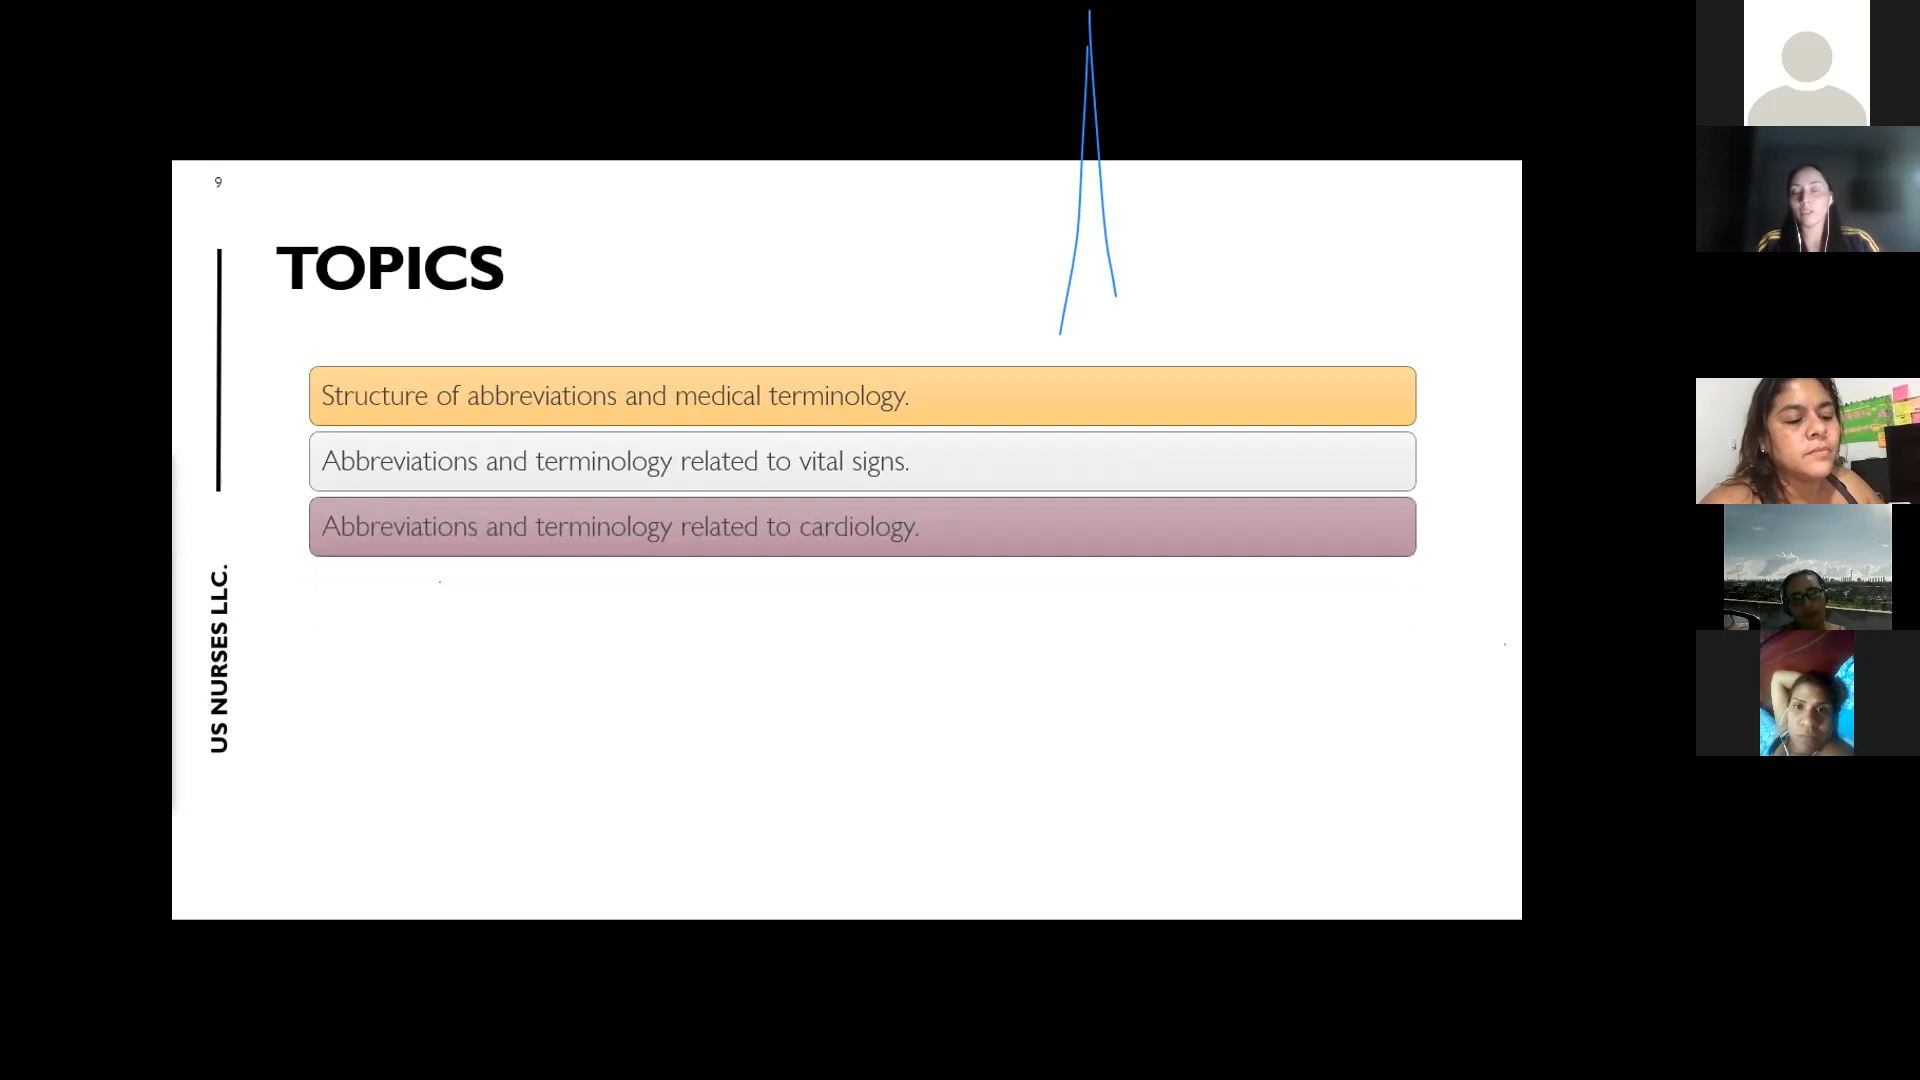 9
TOPICS
Structure of abbreviations and medical terminology.
Abbreviations and terminology related to vital signs.
Abbreviations and terminology related to cardiology.
US NURSES LLC.